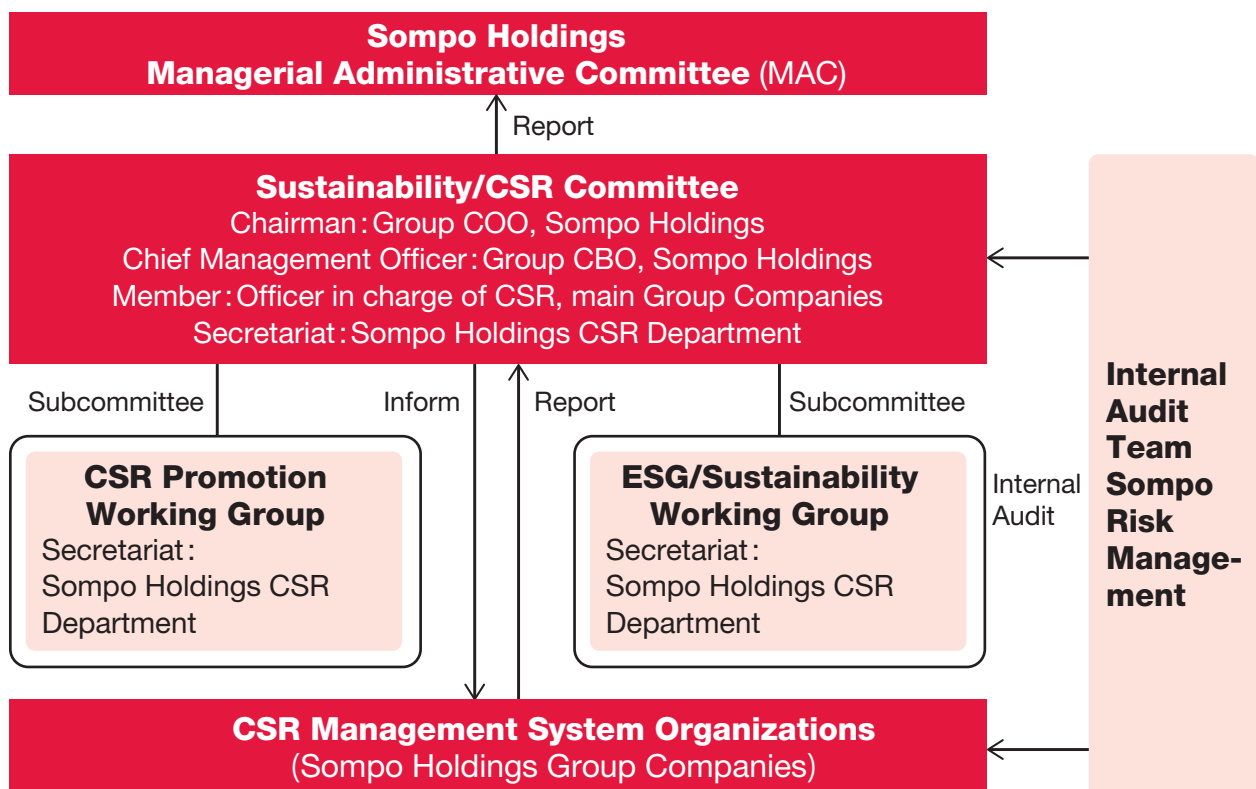 Sompo Holdings
Managerial Administrative Committee (MAC)
Report
Sustainability/CSR Committee
Chairman: Group COO, Sompo Holdings
Chief Management Officer: Group CBO, Sompo Holdings
Member: Officer in charge of CSR, main Group Companies
Secretariat: Sompo Holdings CSR Department
Subcommittee
Inform
Report
Subcommittee
CSR Promotion
Working Group
Secretariat:
Sompo Holdings CSR
Department
ESG/Sustainability
Working Group
Secretariat:
Sompo Holdings CSR
Department
Internal
Audit
Internal
Audit
Team
Sompo
Risk
Manage-
ment
CSR Management System Organizations
(Sompo Holdings Group Companies)